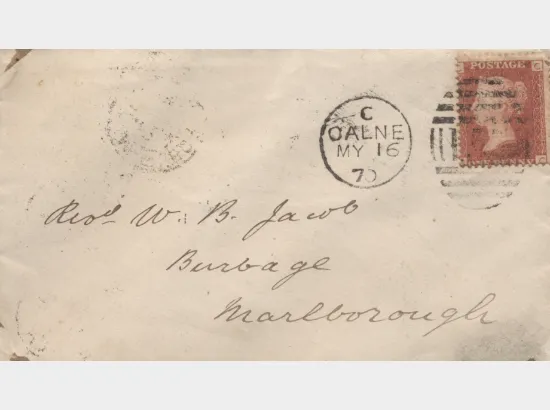 POSTAGE
C
CALNE
MY 16
70
Revd W. B. Jacob
Burbage
Marlborough